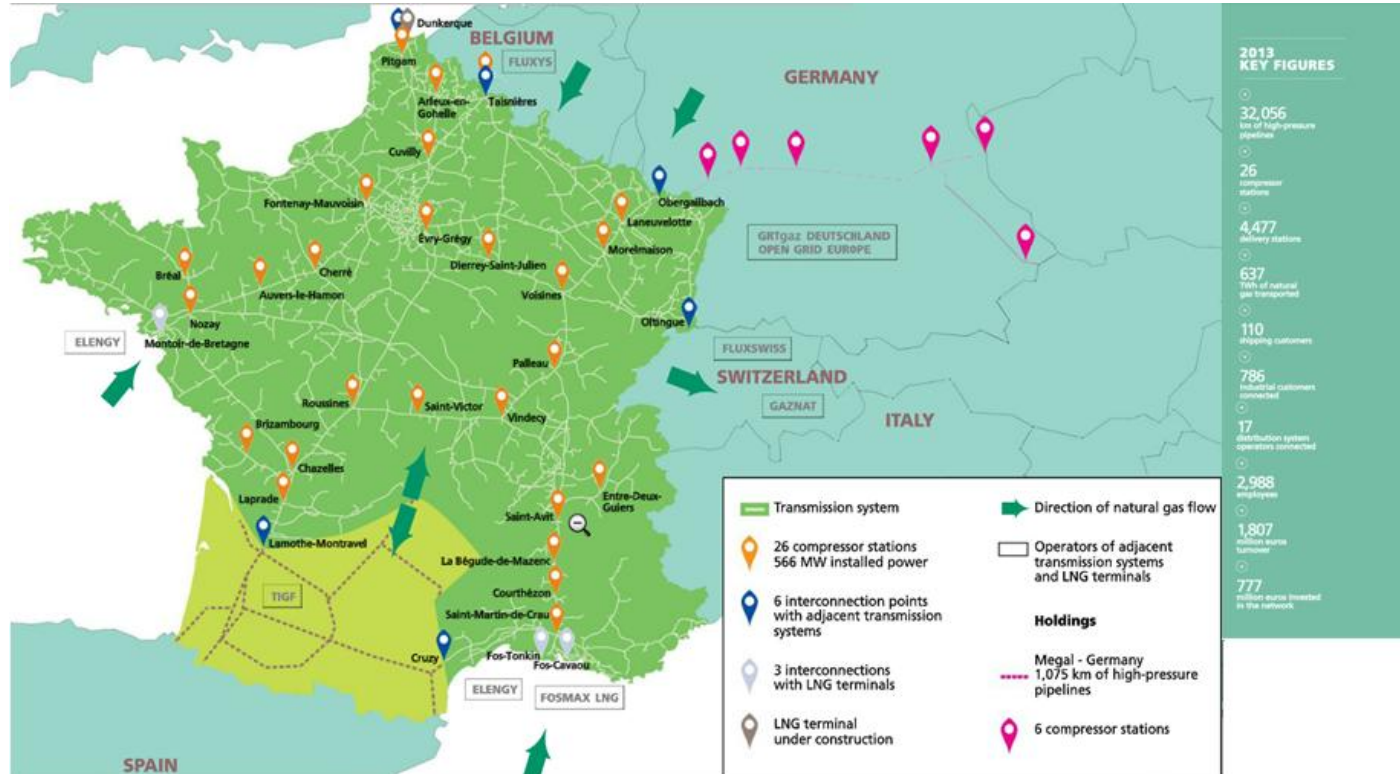 Dunkerque
BELGIUM
Pitgam
FLUXYS
GERMANY
Arleux-en-
Gohelle
Taisnières
Cuvilly
Fontenay-Mauvoisin
Obergailbach
Laneuvelotte
Évry-Grégy
Morelmaison
GRTgaz DEUTSCHLAND
OPEN GRID EUROPE
Bréal
Cherré
Dierrey-Saint-Julien
Auvers-le-Hamon
Voisines
Nozay
Oltingue
Montoir-de-Bretagne
ELENGY
FLUXSWISS
Palleau
SWITZERLAND
GAZNAT
Roussines
Saint-Victor
Vindecy
ITALY
Brizambourg
Chazelles
Laprade
Entre-Deux-
Guiers
Saint-Avit
Lamothe-Montravel
La Bégude-de-Mazenc
TIGF
Courthézon
Saint-Martin-de-Crau
Cruzy
Fos-Tonkin
Fos-Cavaou
ELENGY
FOSMAX LNG
SPAIN
Transmission system
26 compressor stations
566 MW installed power
6 interconnection points
with adjacent transmission
systems
3 interconnections
with LNG terminals
LNG terminal
under construction
Direction of natural gas flow
Operators of adjacent
transmission systems
and LNG terminals
Holdings
Megal - Germany
1,075 km of high-pressure
pipelines
6 compressor stations
2013
KEY FIGURES
32,056
km of high-pressure
pipelines
26
compressor
stations
4,477
delivery stations
637
TWh of natural
gas transported
110
shipping customers
786
industrial customers
connected
17
distribution system
operators connected
2,988
employees
1,807
million euros
turnover
777
million euros invested
in the network